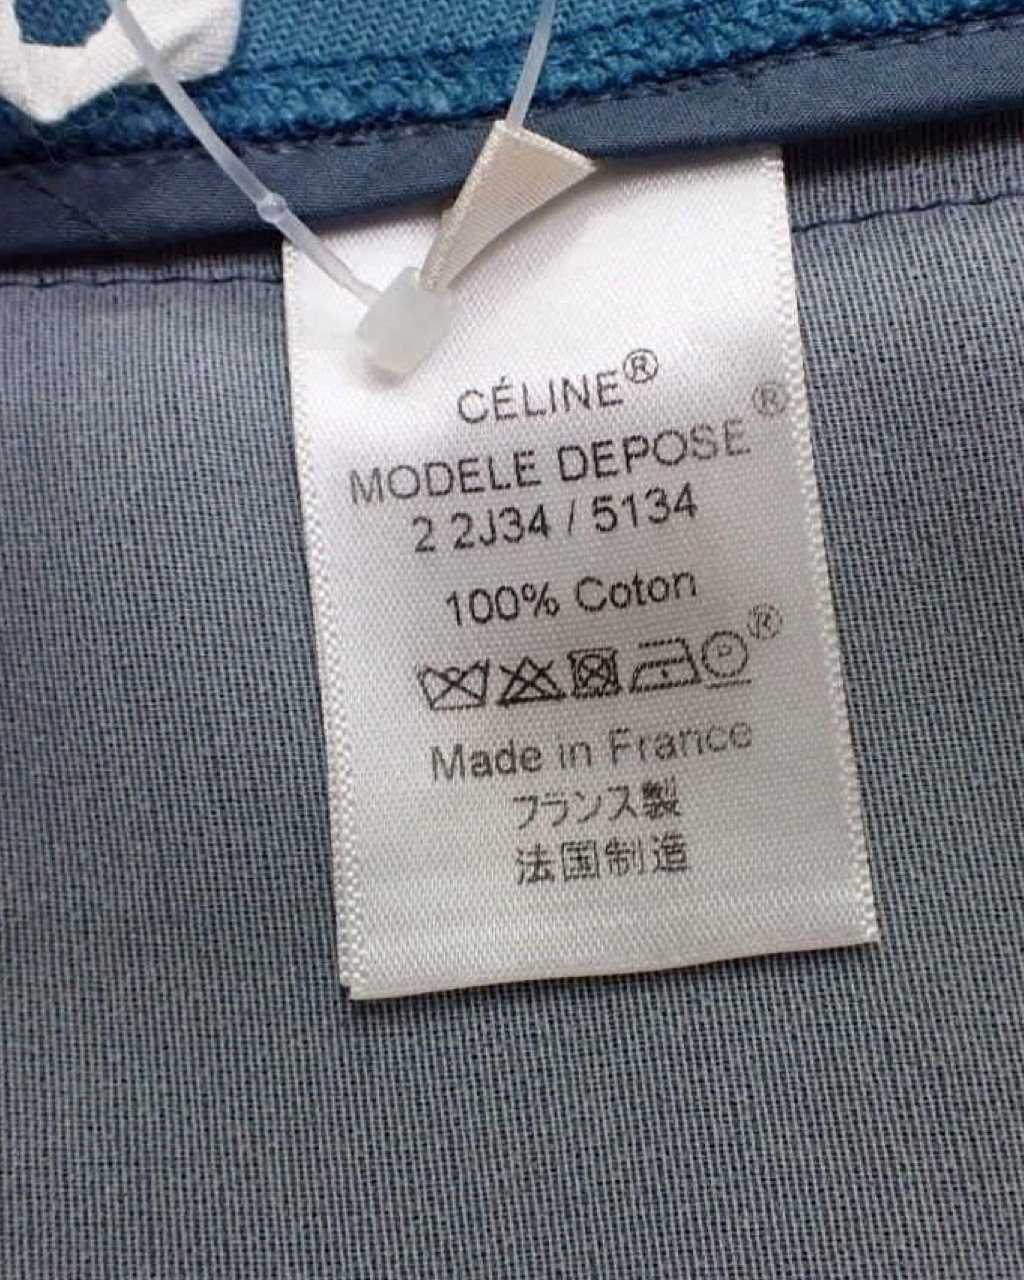 CÉLINE®
MODELE DEPOSE ®
2 2J34 / 5134
100% Coton
P ®
Made in France
フランス製
法国制造